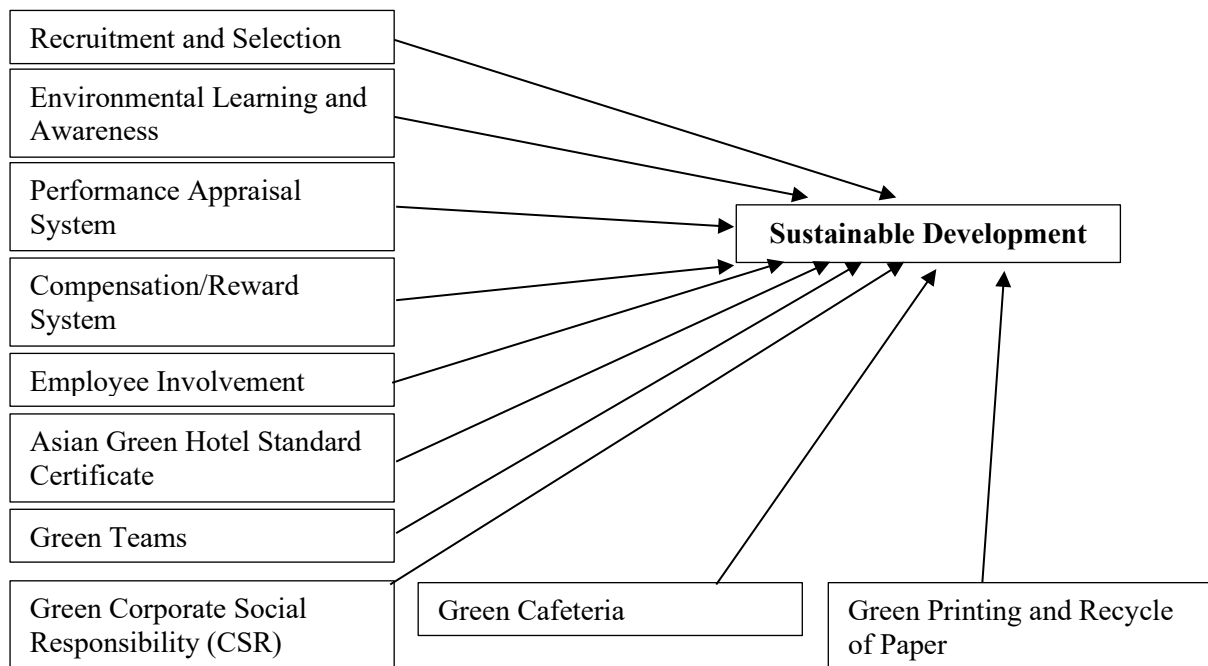 Recruitment and Selection
Environmental Learning and
Awareness
Performance Appraisal
System
Sustainable Development
Compensation/Reward
System
Employee Involvement
Asian Green Hotel Standard
Certificate
Green Teams
Green Corporate Social
Responsibility (CSR)
Green Cafeteria
Green Printing and Recycle
of Paper